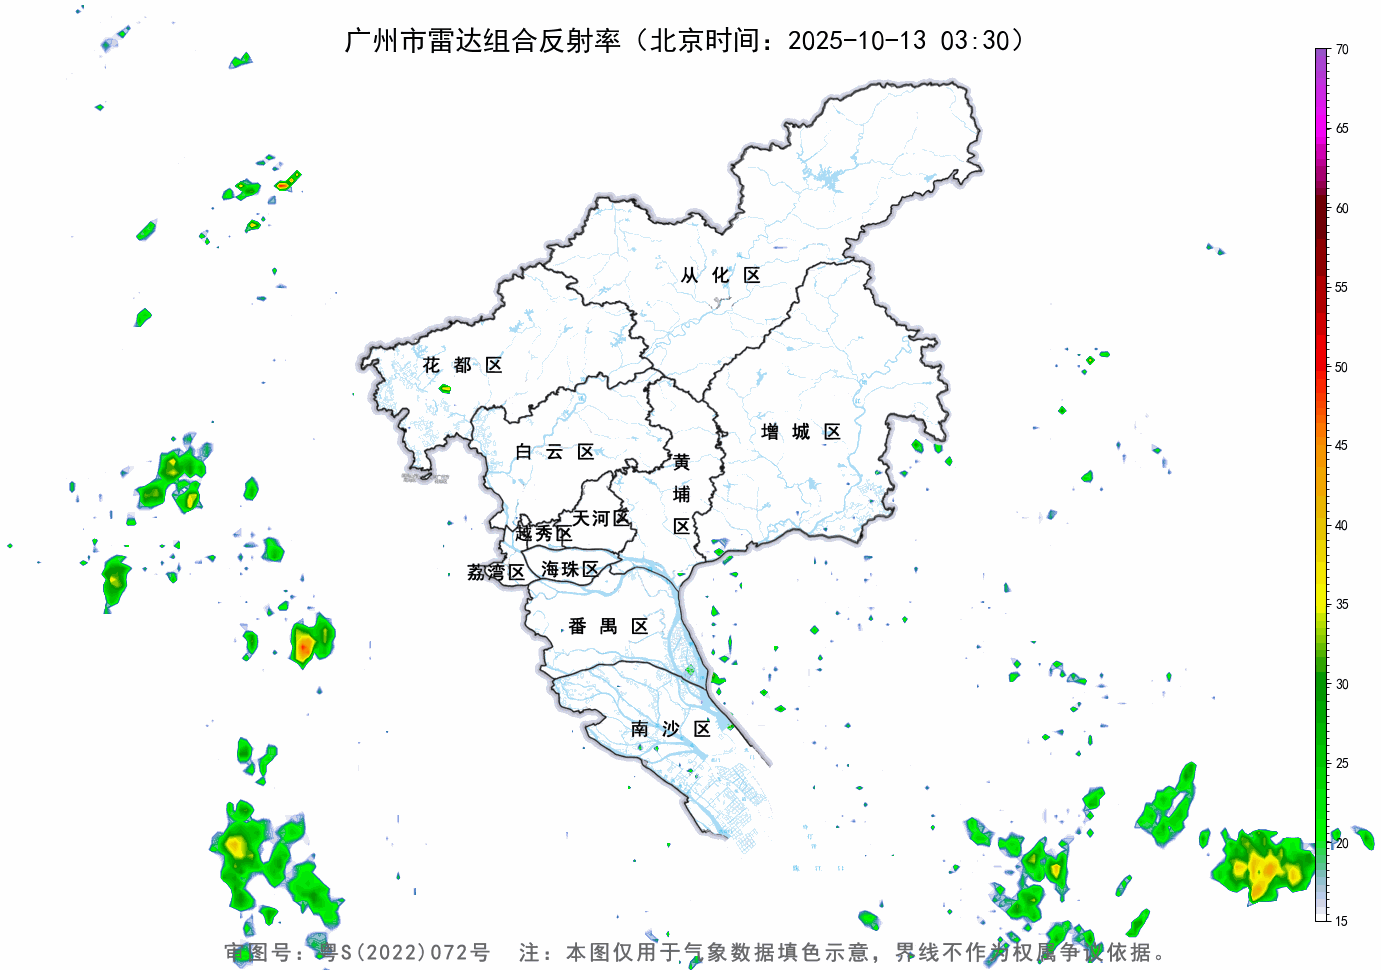 广州市雷达组合反射率（北京时间：2025-10-13 03:30）
70
65
60
55
50
45
40
35
30
25
20
15
从化区
花都区
增城区
白云区
黄埔区
天河区
越秀区
荔湾区
海珠区
番禺区
南沙区
审图号：粤S(2022)072号 注：本图仅用于气象数据填色示意，界线不作为权属争议依据。